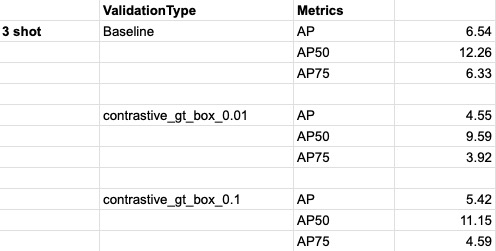 ValidationType Metrics
3 shot Baseline AP 6.54
AP50 12.26
AP75 6.33
contrastive_gt_box_0.01 AP 4.55
AP50 9.59
AP75 3.92
contrastive_gt_box_0.1 AP 5.42
AP50 11.15
AP75 4.59